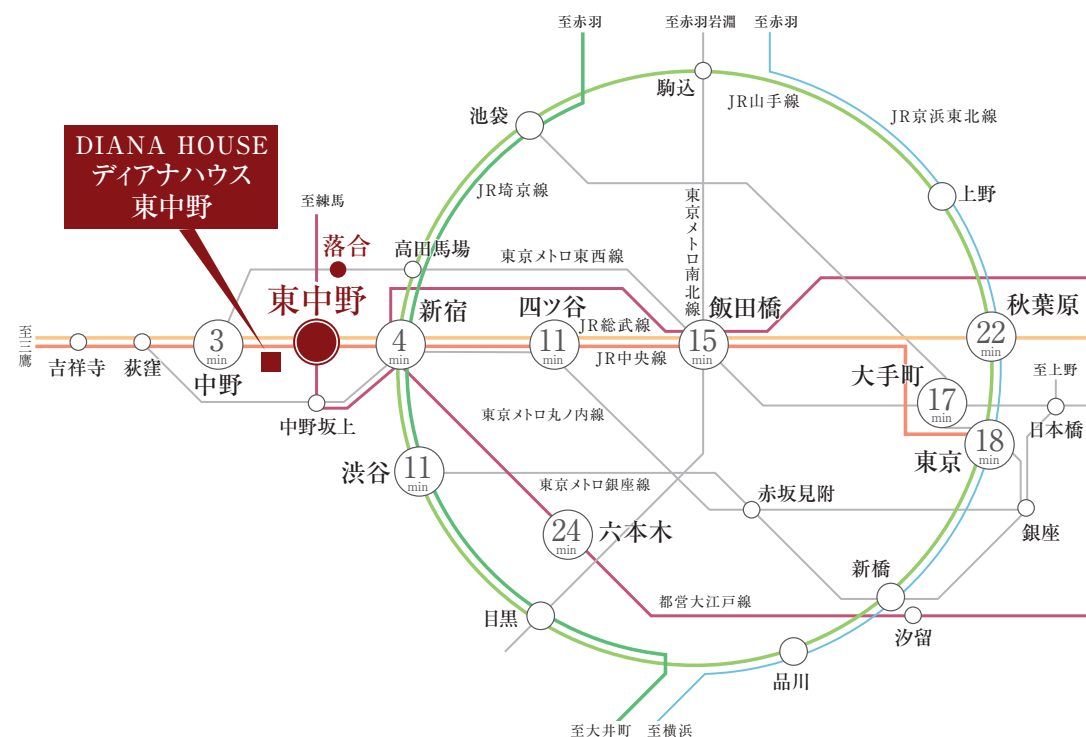 至赤羽
至赤羽岩淵
至赤羽
駒込
JR山手線
池袋
JR京浜東北線
DIANA HOUSE
ディアナハウス
東中野
至練馬
JR埼京線
東京メトロ南北線
上野
落合
高田馬場
東京メトロ東西線
東中野
新宿
四ツ谷
飯田橋
秋葉原
至三鷹
JR総武線
3
min
4
min
11
min
15
min
22
min
吉祥寺
荻窪
中野
JR中央線
大手町
至上野
17
min
中野坂上
東京メトロ丸ノ内線
日本橋
18
min
東京
渋谷
11
min
東京メトロ銀座線
赤坂見附
24
min
六本木
銀座
新橋
都営大江戸線
目黒
汐留
品川
至大井町
至横浜